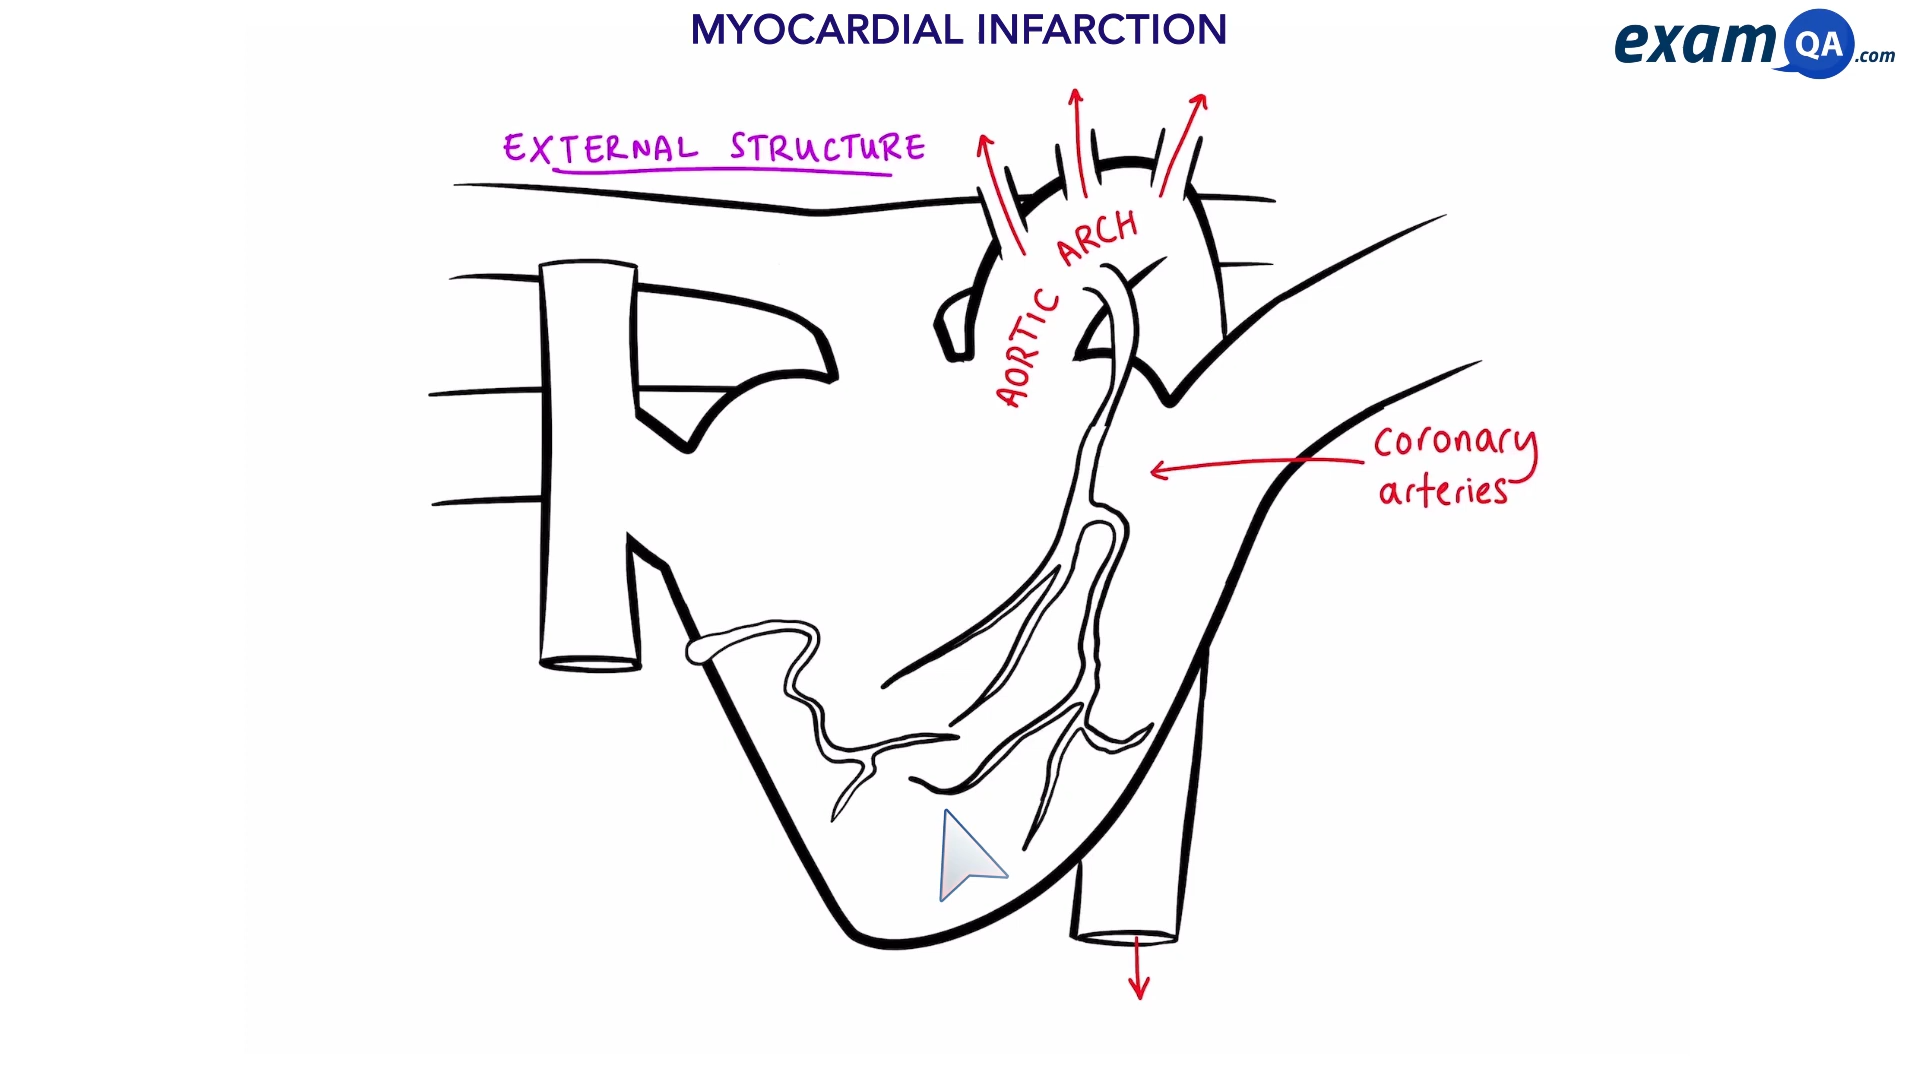 MYOCARDIAL INFARCTION
examQA.com
EXTERNAL STRUCTURE
AORTIC ARCH
coronary
arteries